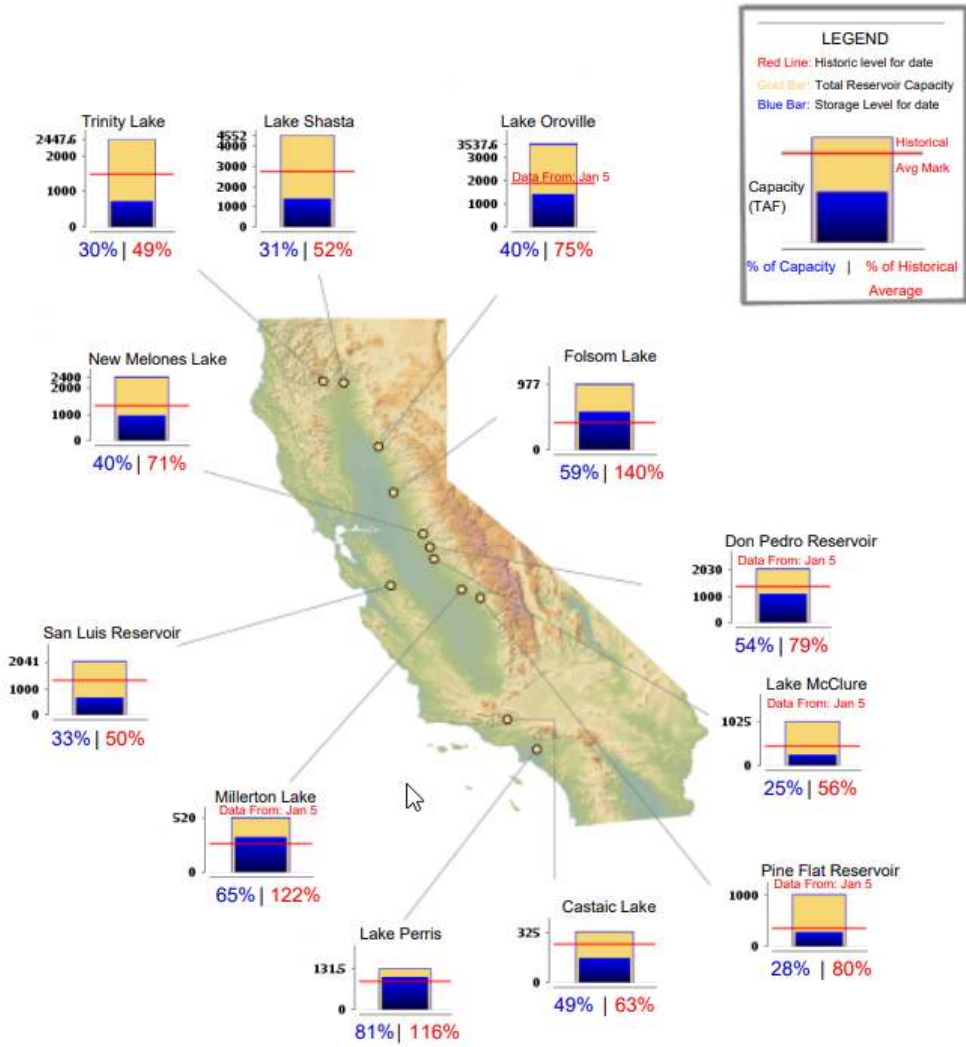 LEGEND
Red Line: Historic level for date
Gold Bar: Total Reservoir Capacity
Blue Bar: Storage Level for date
Historical
Avg Mark
Capacity
(TAF)
% of Capacity | % of Historical
Average
Trinity Lake
2447.6
2000
1000
0
30% | 49%
Lake Shasta
4552
4000
3000
2000
1000
0
31% | 52%
Lake Oroville
3537.6
3000
Data From: Jan 5
2000
1000
0
40% | 75%
New Melones Lake
2400
2000
1000
0
40% | 71%
Folsom Lake
977
0
59% | 140%
Don Pedro Reservoir
Data From: Jan 5
2030
1000
0
54% | 79%
San Luis Reservoir
2041
1000
0
33% | 50%
Lake McClure
Data From: Jan 5
1025
0
25% | 56%
Millerton Lake
Data From: Jan 5
520
0
65% | 122%
Pine Flat Reservoir
Data From: Jan 5
1000
0
28% | 80%
Castaic Lake
325
0
49% | 63%
Lake Perris
131.5
0
81% | 116%